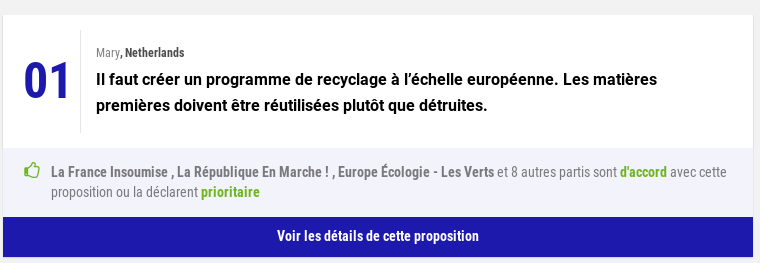 01
Mary, Netherlands
Il faut créer un programme de recyclage à l’échelle européenne. Les matières
premières doivent être réutilisées plutôt que détruites.
La France Insoumise , La République En Marche ! , Europe Écologie - Les Verts et 8 autres partis sont d'accord avec cette
proposition ou la déclarent prioritaire
Voir les détails de cette proposition